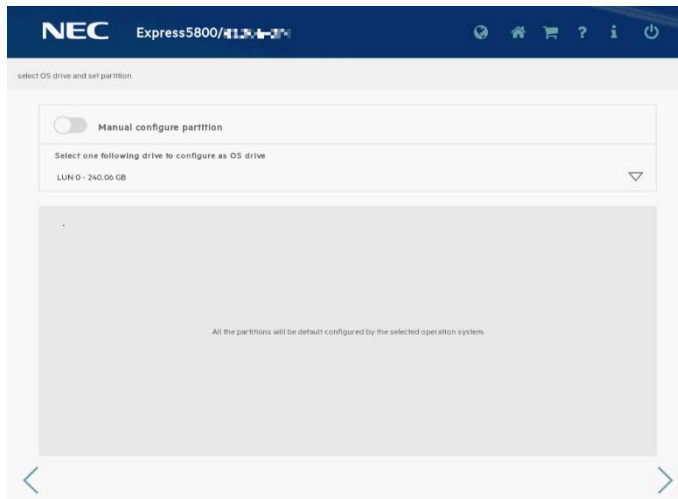 NEC
Express5800/
select OS drive and set partition
Manual configure partition
Select one following drive to configure as OS drive
LUN 0 - 240.06 GB
All the partitions will be default configured by the selected operation system.